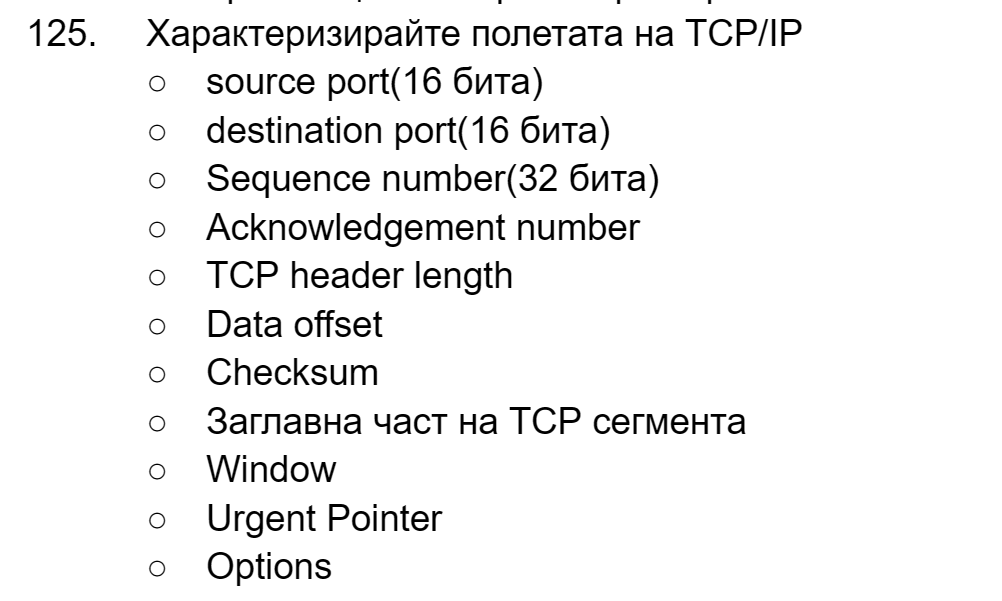 125. Характеризирайте полетата на TCP/IP
○ source port(16 бита)
○ destination port(16 бита)
○ Sequence number(32 бита)
○ Acknowledgement number
○ TCP header length
○ Data offset
○ Checksum
○ Заглавна част на TCP сегмента
○ Window
○ Urgent Pointer
○ Options